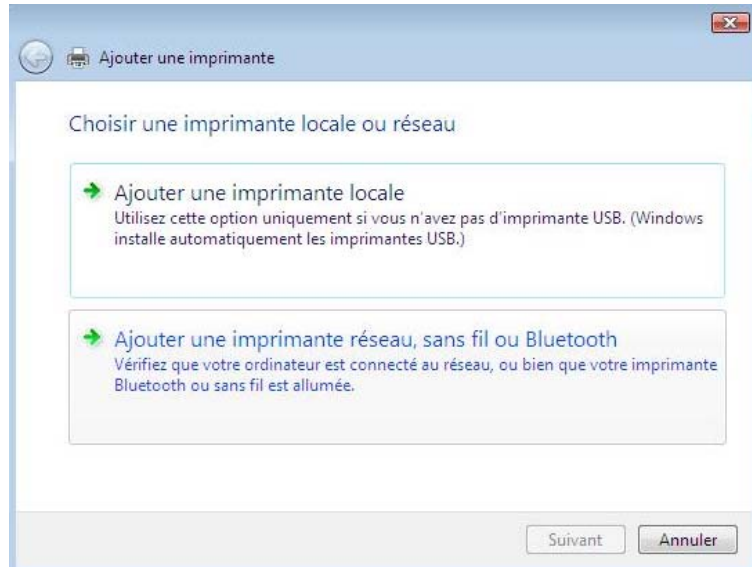 Ajouter une imprimante
Choisir une imprimante locale ou réseau
Ajouter une imprimante locale
Utilisez cette option uniquement si vous n'avez pas d'imprimante USB. (Windows
installe automatiquement les imprimantes USB.)
Ajouter une imprimante réseau, sans fil ou Bluetooth
Vérifiez que votre ordinateur est connecté au réseau, ou bien que votre imprimante
Bluetooth ou sans fil est allumée.
Suivant Annuler